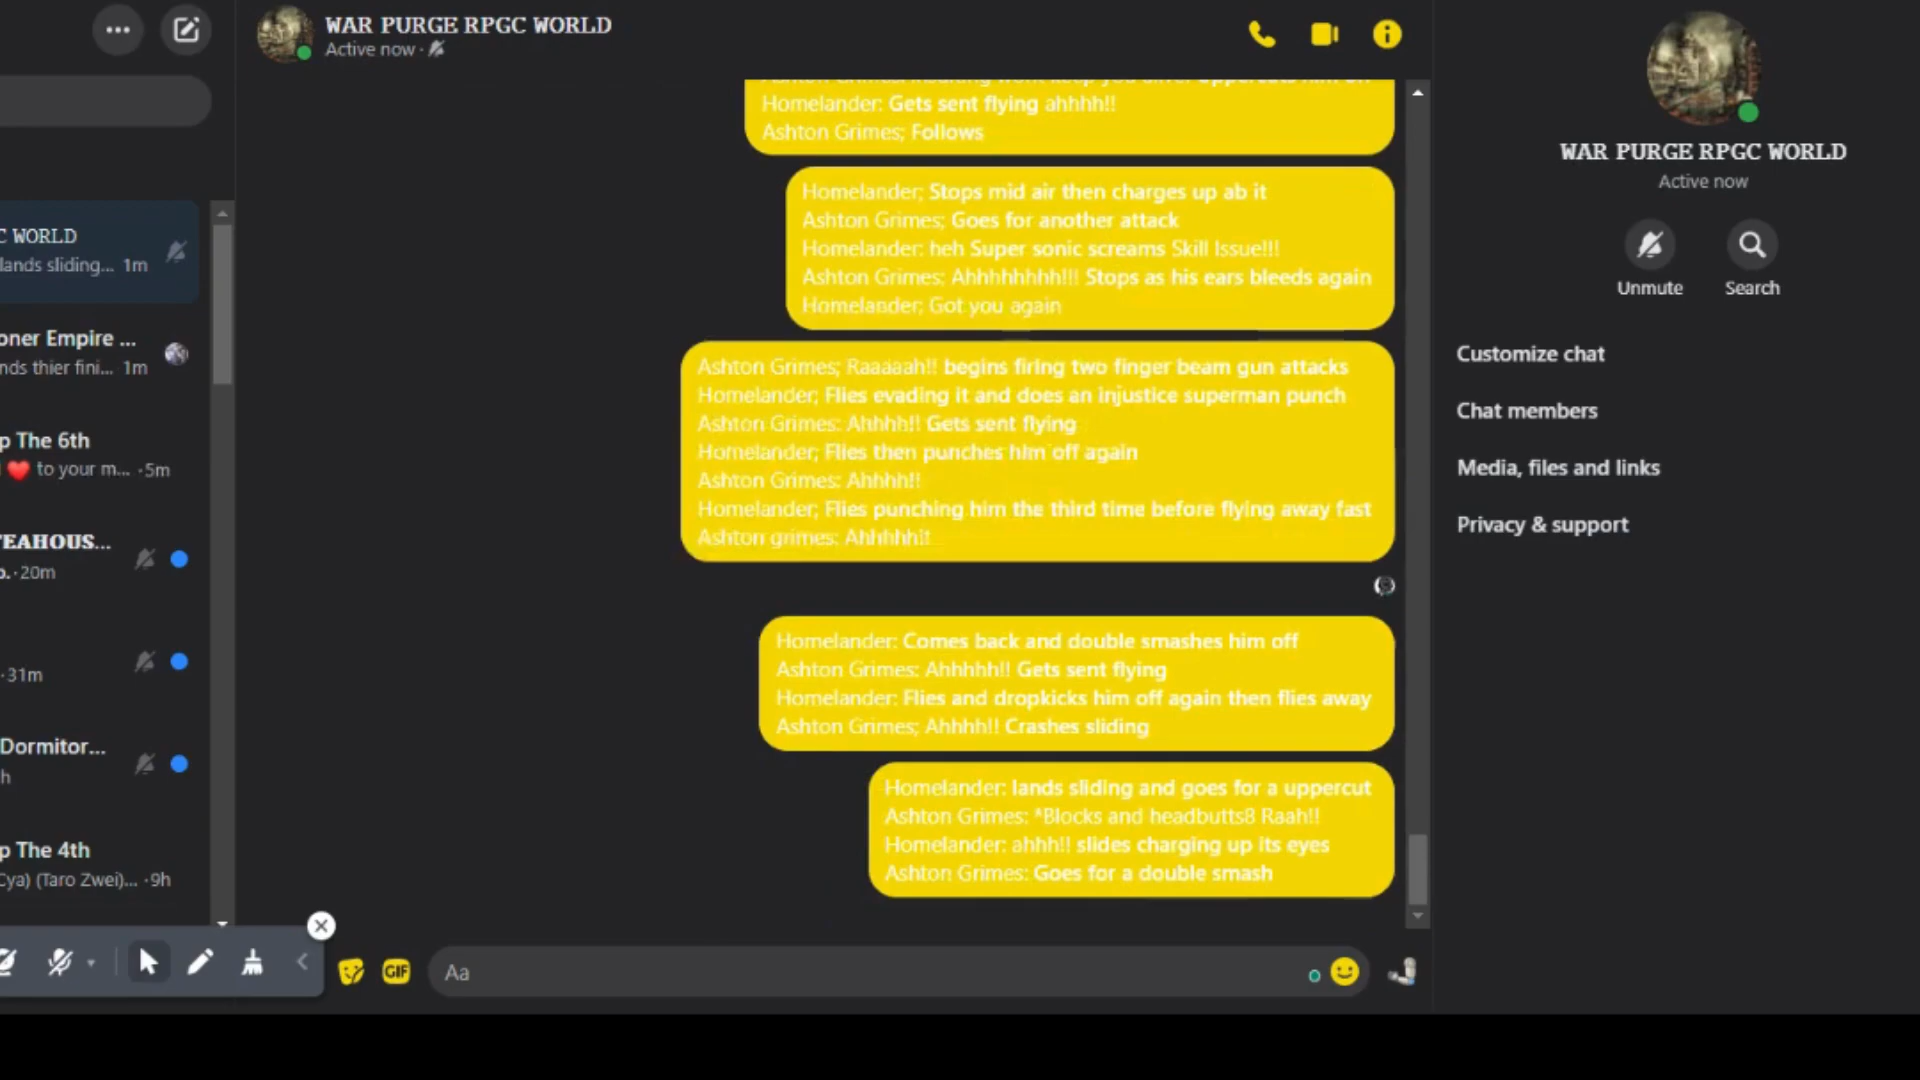 WAR PURGE RPGC WORLD
Active now ·
Homelander: Gets sent flying ahhhh!!
Ashton Grimes; Follows
Homelander; Stops mid air then charges up ab it
Ashton Grimes; Goes for another attack
Homelander: heh Super sonic screams Skill Issue!!!
Ashton Grimes: Ahhhhhhhh!!! Stops as his ears bleeds again
Homelander; Got you again
Ashton Grimes; Raaaaah!! begins firing two finger beam gun attacks
Homelander; Flies evading it and does an injustice superman punch
Ashton Grimes: Ahhhh!! Gets sent flying
Homelander; Flies then punches him off again
Ashton Grimes: Ahhhh!!
Homelander; Flies punching him the third time before flying away fast
Ashton grimes: Ahhhhh!!
Homelander: Comes back and double smashes him off
Ashton Grimes: Ahhhhh!! Gets sent flying
Homelander: Flies and dropkicks him off again then flies away
Ashton Grimes; Ahhhh!! Crashes sliding
Homelander: lands sliding and goes for a uppercut
Ashton Grimes: *Blocks and headbutts8 Raah!!
Homelander: ahhh!! slides charging up its eyes
Ashton Grimes: Goes for a double smash
GIF
Aa
C WORLD
lands sliding... 1m
oner Empire ...
nds thier fini... 1m
p The 6th
to your m... · 5m
TEAHOUS...
· 20m
· 31m
Dormitor...
h
p The 4th
Cya) (Taro Zwei)... · 9h
WAR PURGE RPGC WORLD
Active now
Unmute
Search
Customize chat
Chat members
Media, files and links
Privacy & support